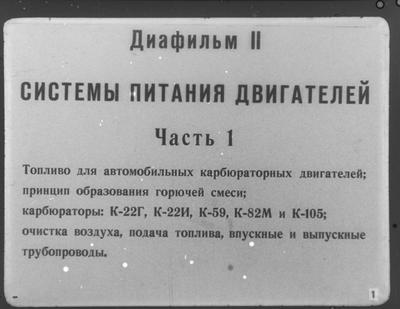 Диафильм II
СИСТЕМЫ ПИТАНИЯ ДВИГАТЕЛЕЙ
Часть 1
Топливо для автомобильных карбюраторных двигателей;
принцип образования горючей смеси;
карбюраторы: К-22Г, К-22И, К-59, К-82М и К-105;
очистка воздуха, подача топлива, впускные и выпускные
трубопроводы.
1